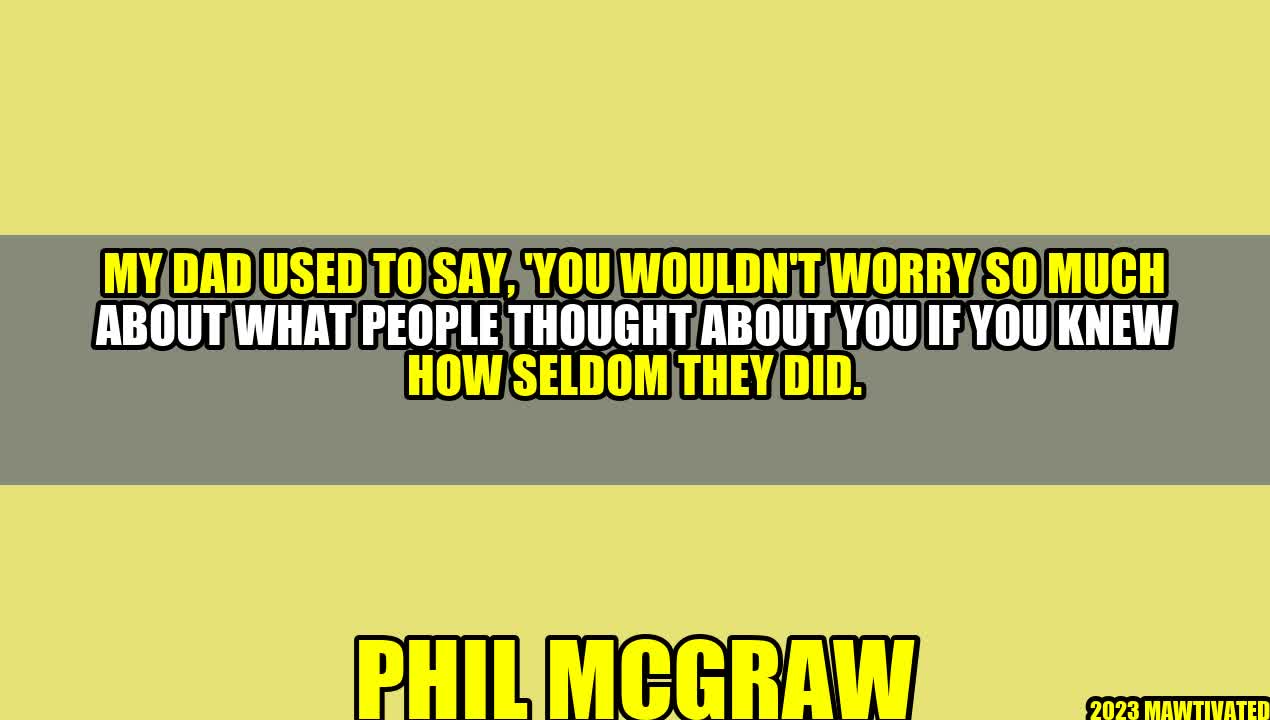 MY DAD USED TO SAY, 'YOU WOULDN'T WORRY SO MUCH
ABOUT WHAT PEOPLE THOUGHT ABOUT YOU IF YOU KNEW
HOW SELDOM THEY DID.
PHIL MCGRAW
2023 MAWTIVATED